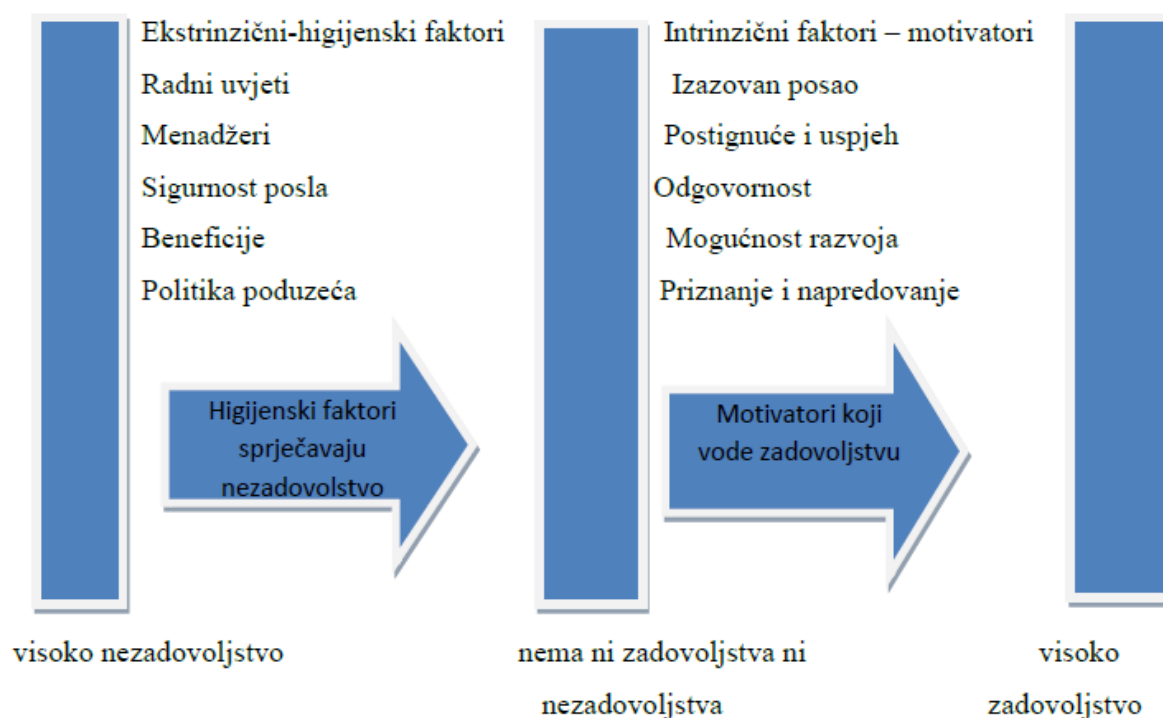 Ekstrinzični-higijenski faktori
Radni uvjeti
Menadžeri
Sigurnost posla
Beneficije
Politika poduzeća
Higijenski faktori
sprječavaju
nezadovolstvo
Intrinzični faktori – motivatori
Izazovan posao
Postignuće i uspjeh
Odgovornost
Mogućnost razvoja
Priznanje i napredovanje
Motivatori koji
vode zadovoljstvu
visoko nezadovoljstvo
nema ni zadovoljstva ni
nezadovoljstva
visoko
zadovoljstvo